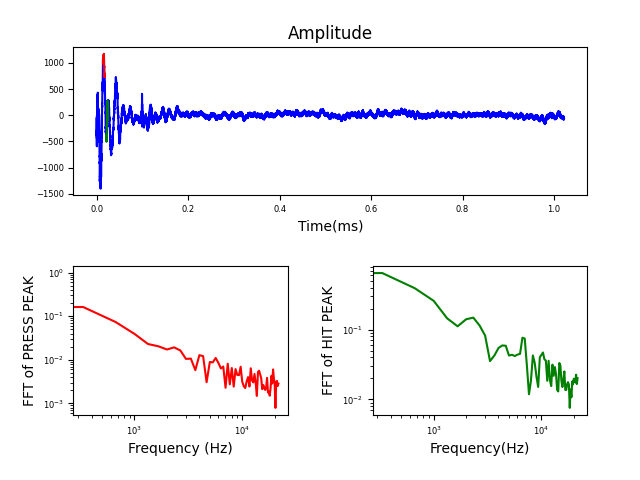 Amplitude
1000
500
0
−500
−1000
−1500
0.0 0.2 0.4 0.6 0.8 1.0
Time(ms)
FFT of PRESS PEAK
10⁰
10⁻¹
10⁻²
10⁻³
10³ 10⁴
Frequency (Hz)
FFT of HIT PEAK
10⁻¹
10⁻²
10³ 10⁴
Frequency(Hz)